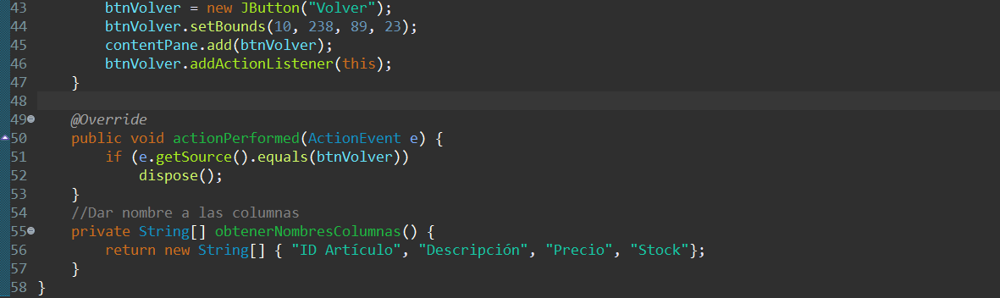 43 btnVolver = new JButton("Volver");
44 btnVolver.setBounds(10, 238, 89, 23);
45 contentPane.add(btnVolver);
46 btnVolver.addActionListener(this);
47 }
48
49 @Override
50 public void actionPerformed(ActionEvent e) {
51 if (e.getSource().equals(btnVolver))
52 dispose();
53 }
54 //Dar nombre a las columnas
55 private String[] obtenerNombresColumnas() {
56 return new String[] { "ID Artículo", "Descripción", "Precio", "Stock"};
57 }
58 }